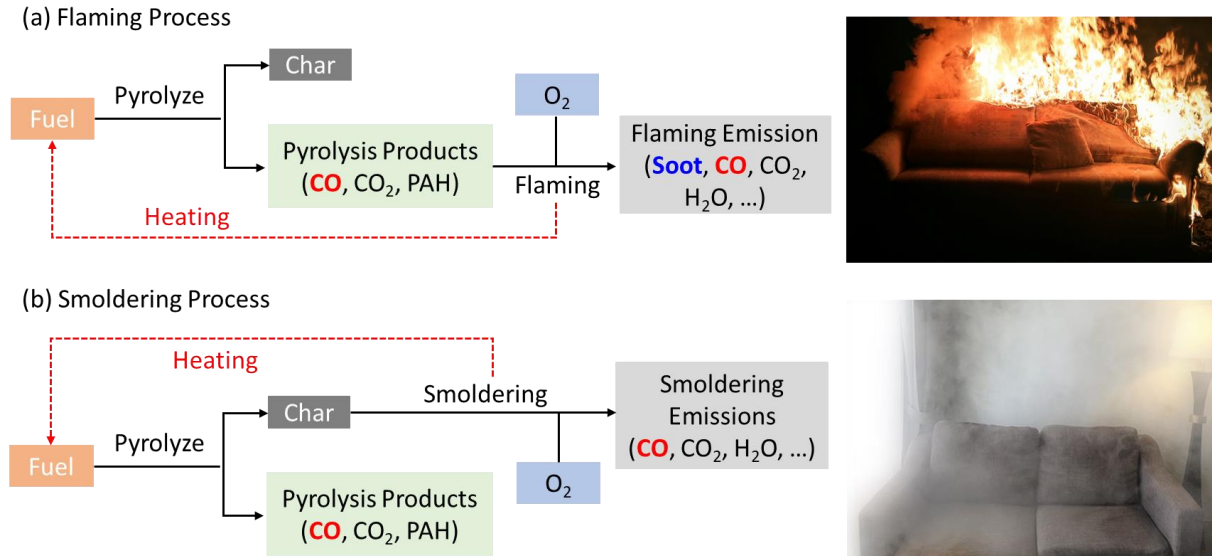 (a) Flaming Process
Char
Pyrolyze
O₂
Fuel
Pyrolysis Products
(CO, CO₂, PAH)
Flaming
Flaming Emission
(Soot, CO, CO₂,
H₂O, ...)
Heating
(b) Smoldering Process
Heating
Char
Smoldering
Smoldering
Emissions
(CO, CO₂, H₂O, ...)
Pyrolyze
Fuel
O₂
Pyrolysis Products
(CO, CO₂, PAH)